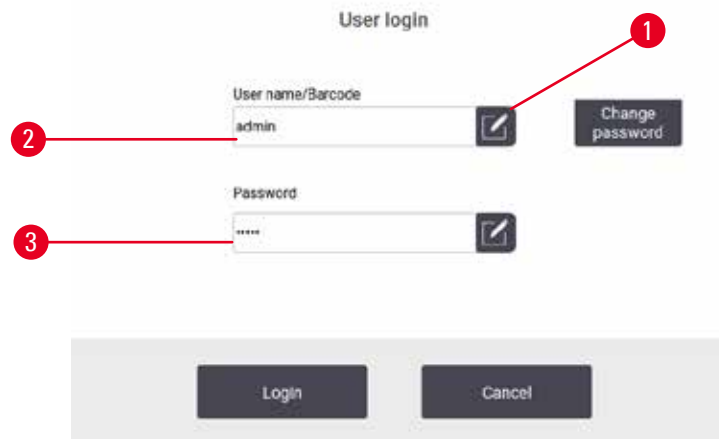 User login
1
User name/Barcode
2
admin
Change
password
Password
3
•••••
Login
Cancel